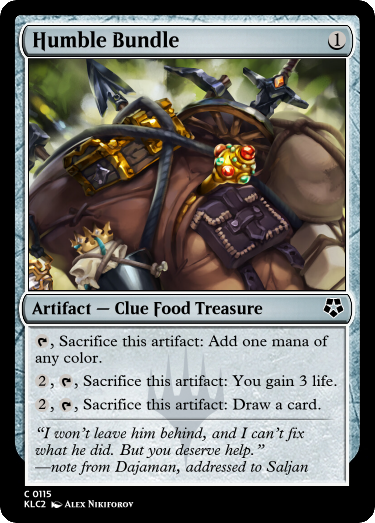 Humble Bundle 1
Artifact — Clue Food Treasure
, Sacrifice this artifact: Add one mana of
any color.
2, , Sacrifice this artifact: You gain 3 life.
2, , Sacrifice this artifact: Draw a card.
“I won’t leave him behind, and I can’t fix
what he did. But you deserve help.”
—note from Dajaman, addressed to Saljan
C 0115
KLC2 Alex Nikiforov